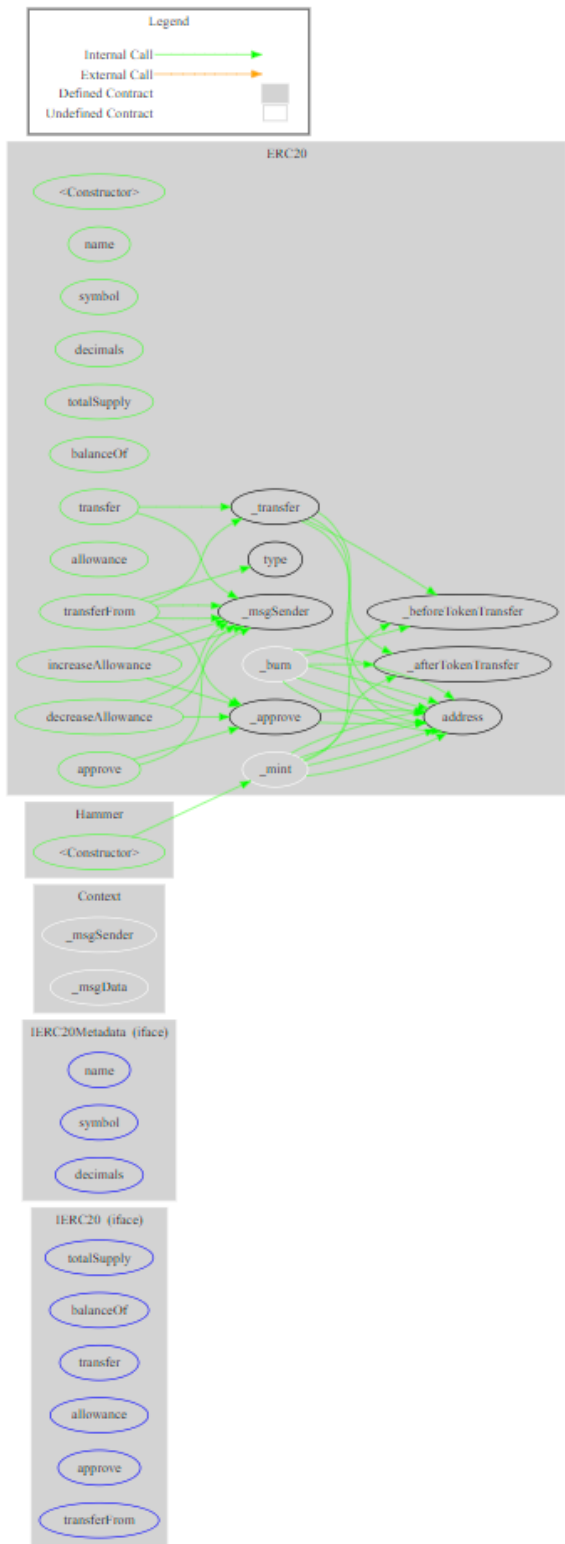 Legend
Internal Call
External Call
Defined Contract
Undefined Contract
ERC20
<Constructor>
name
symbol
decimals
totalSupply
balanceOf
transfer
_transfer
allowance
type
transferFrom
_msgSender
_beforeTokenTransfer
increaseAllowance
_burn
_afterTokenTransfer
decreaseAllowance
_approve
address
approve
_mint
Hammer
<Constructor>
Context
_msgSender
_msgData
IERC20Metadata (iface)
name
symbol
decimals
IERC20 (iface)
totalSupply
balanceOf
transfer
allowance
approve
transferFrom